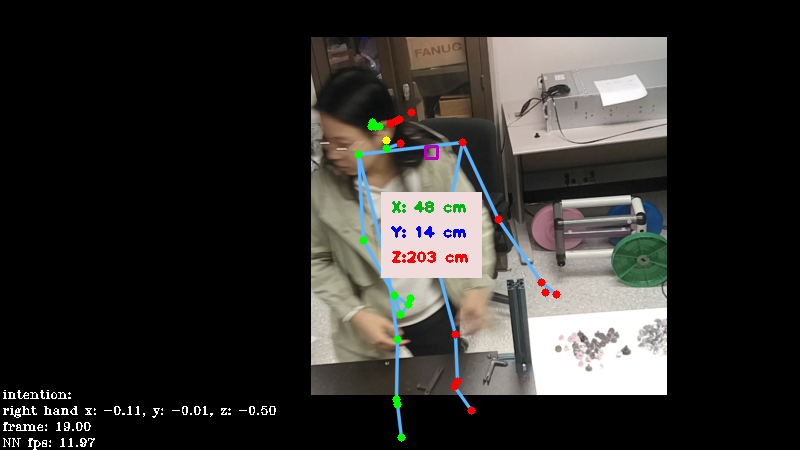 FANUC
X: 48 cm
Y: 14 cm
Z:203 cm
intention:
right hand x: -0.11, y: -0.01, z: -0.50
frame: 19.00
NN fps: 11.97